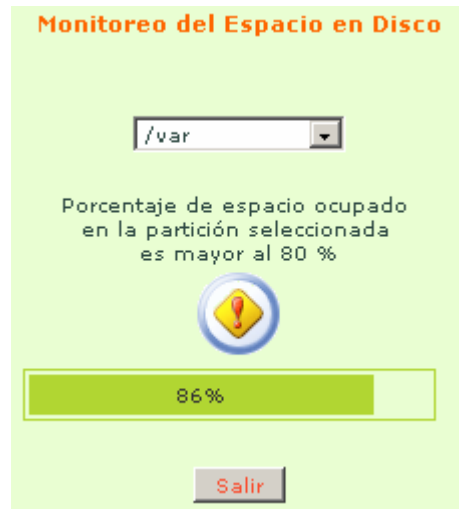 Monitoreo del Espacio en Disco
/var
Porcentaje de espacio ocupado
en la partición seleccionada
es mayor al 80 %
86%
Salir